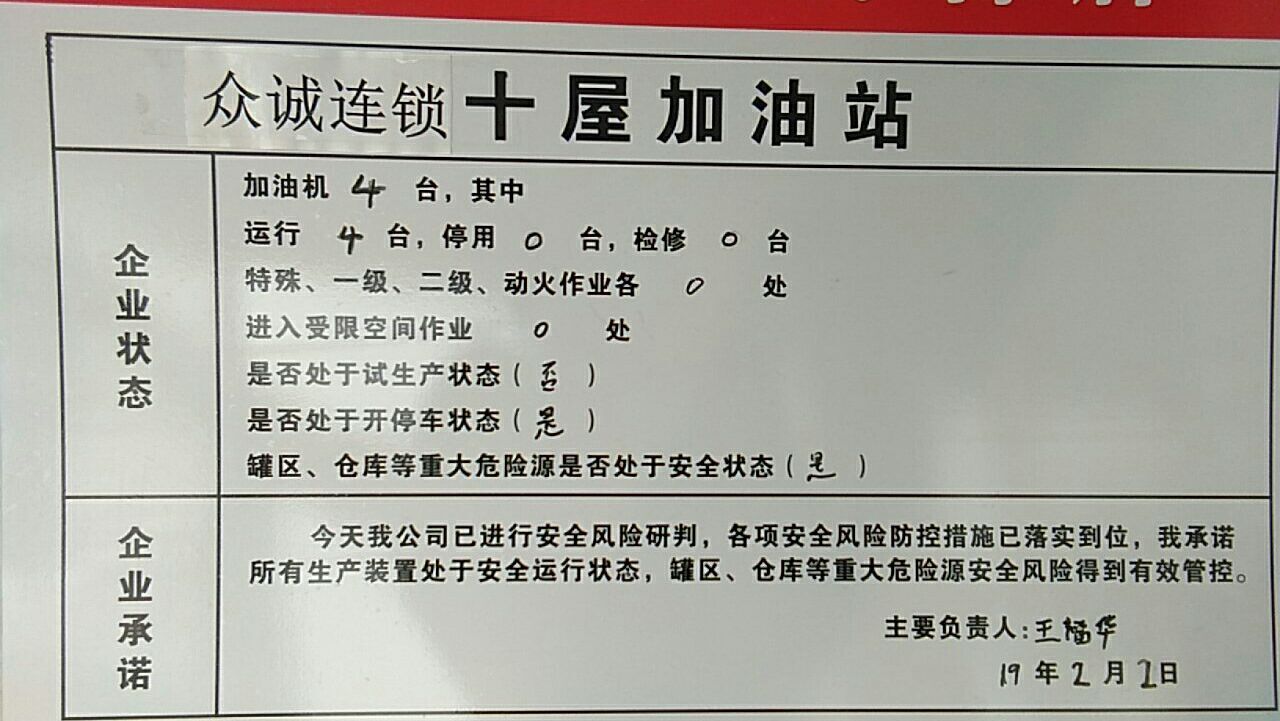 众诚连锁十屋加油站
企业状态
加油机 4 台，其中
运行 4 台，停用 0 台，检修 0 台
特殊、一级、二级、动火作业各 0 处
进入受限空间作业 0 处
是否处于试生产状态（否）
是否处于开停车状态（是）
罐区、仓库等重大危险源是否处于安全状态（是）
企业承诺
今天我公司已进行安全风险研判，各项安全风险防控措施已落实到位，我承诺
所有生产装置处于安全运行状态，罐区、仓库等重大危险源安全风险得到有效管控。
主要负责人：王福华
19 年 2 月 2 日